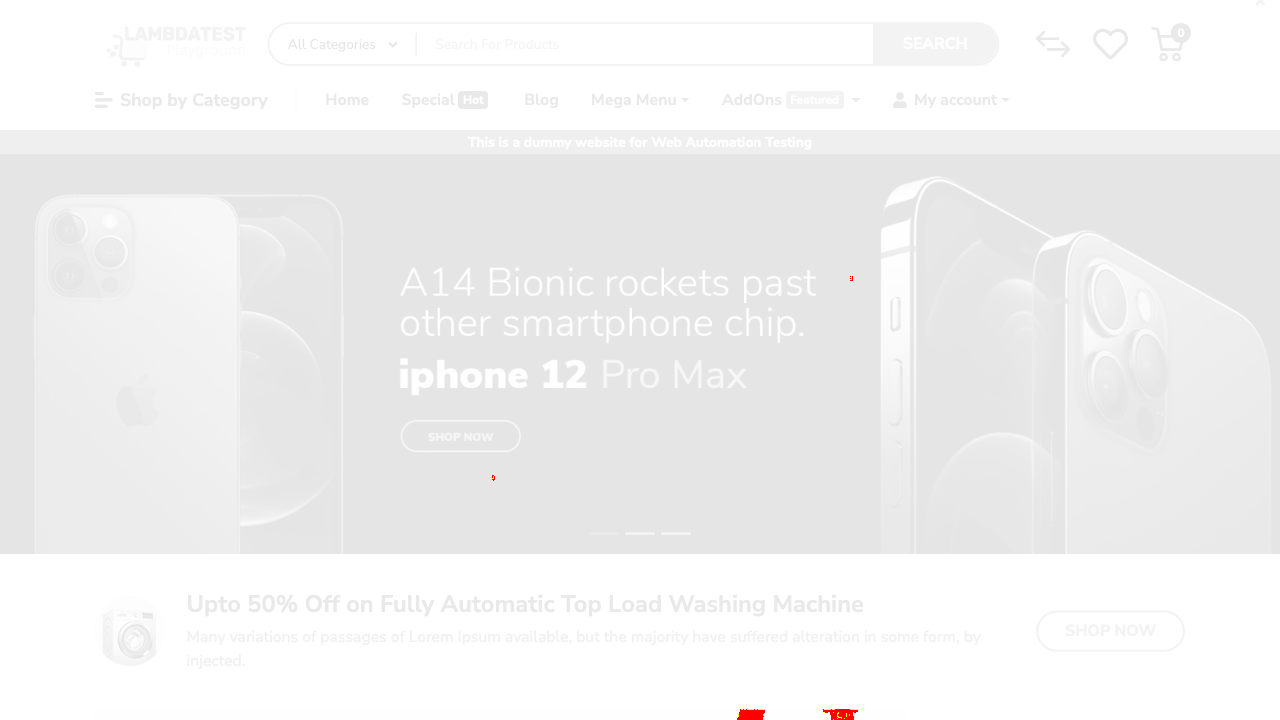 LAMBDATEST
Playground
All Categories
Search For Products
SEARCH
0
Shop by Category
Home
Special Hot
Blog
Mega Menu
AddOns Featured
My account
This is a dummy website for Web Automation Testing
A14 Bionic rockets past
other smartphone chip.
iphone 12 Pro Max
SHOP NOW
Upto 50% Off on Fully Automatic Top Load Washing Machine
Many variations of passages of Lorem Ipsum available, but the majority have suffered alteration in some form, by
injected.
SHOP NOW